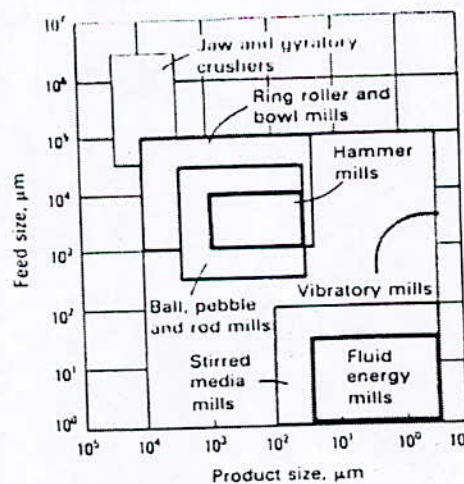 10⁷
10⁶
10⁵
10⁴
10³
10²
10¹
10⁰
Feed size, μm
Jaw and gyratory
crushers
Ring roller and
bowl mills
Hammer
mills
Vibratory mills
Ball, pebble
and rod mills
Stirred
media
mills
Fluid
energy
mills
10⁵ 10⁴ 10³ 10² 10¹ 10⁰
Product size, μm